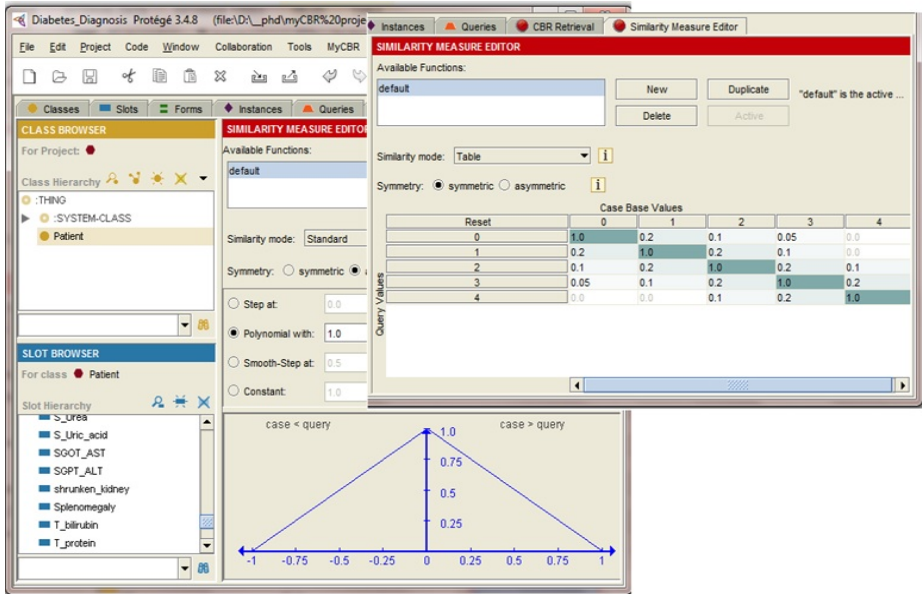 Diabetes_Diagnosis Protégé 3.4.8 (file:\D:\__phd\myCBR%20proje
File Edit Project Code Window Collaboration Tools MyCBR
Classes Slots Forms Instances Queries
CLASS BROWSER
For Project:
Class Hierarchy
:THING
:SYSTEM-CLASS
Patient
SLOT BROWSER
For class Patient
Slot Hierarchy
S_Urea
S_Uric_acid
SGOT_AST
SGPT_ALT
shrunken_kidney
Splenomegaly
T_bilirubin
T_protein
SIMILARITY MEASURE EDITOR
Available Functions:
default
Similarity mode: Standard
Symmetry: symmetric
Step at: 0.0
Polynomial with: 1.0
Smooth-Step at: 0.5
Constant: 1.0
case < query case > query
1.0
0.75
0.5
0.25
-1 -0.75 -0.5 -0.25 0 0.25 0.5 0.75 1
Instances Queries CBR Retrieval Similarity Measure Editor
SIMILARITY MEASURE EDITOR
Available Functions:
default
New Duplicate "default" is the active ...
Delete Active
Similarity mode: Table
Symmetry: symmetric asymmetric
Case Base Values
Reset 0 1 2 3 4
Query Values
0 1.0 0.2 0.1 0.05 0.0
1 0.2 1.0 0.2 0.1 0.0
2 0.1 0.2 1.0 0.2 0.1
3 0.05 0.1 0.2 1.0 0.2
4 0.0 0.0 0.1 0.2 1.0